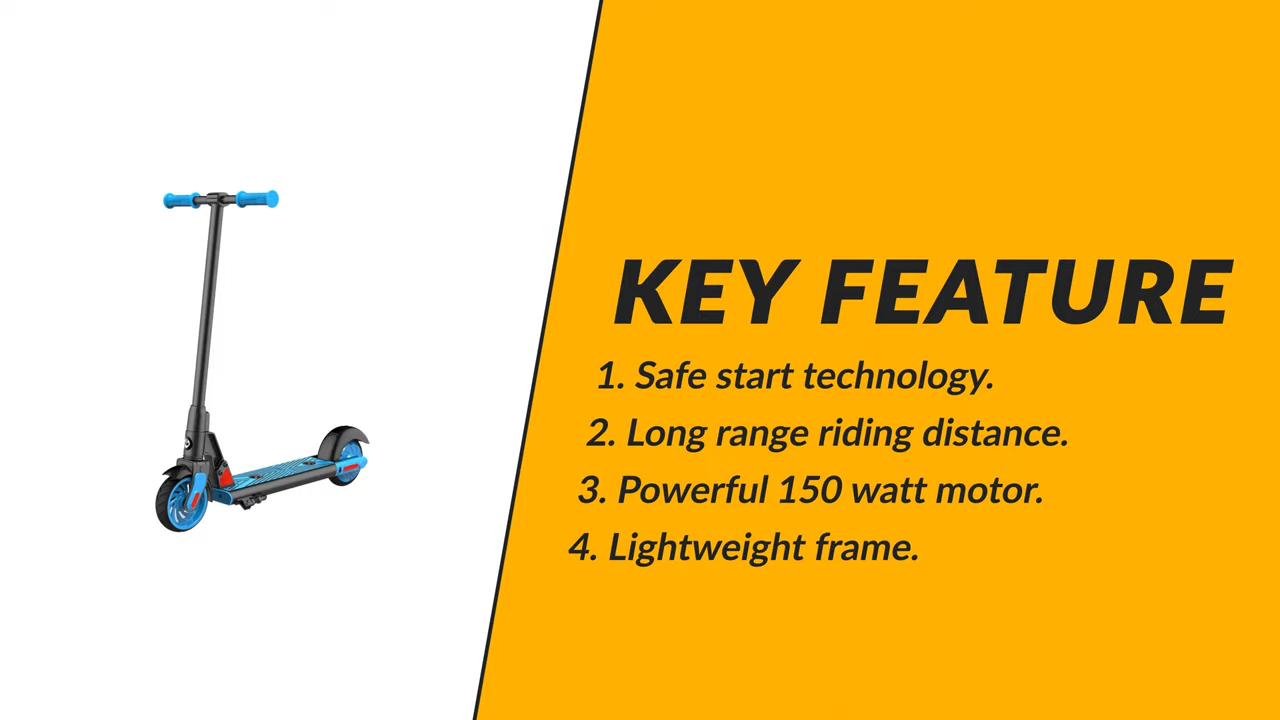 KEY FEATURE
1. Safe start technology.
2. Long range riding distance.
3. Powerful 150 watt motor.
4. Lightweight frame.